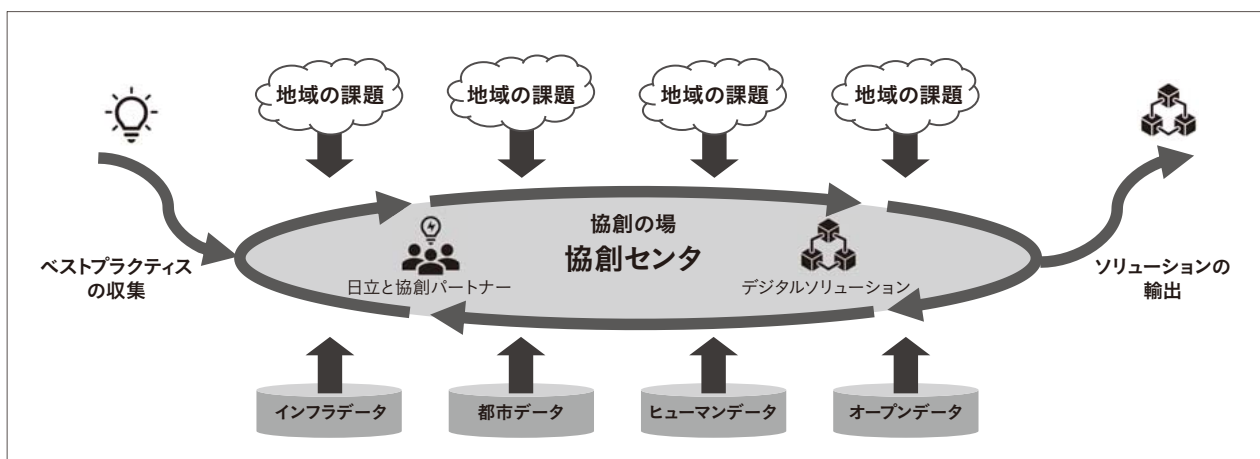 地域の課題
地域の課題
地域の課題
地域の課題
協創の場
協創センタ
日立と協創パートナー
デジタルソリューション
ベストプラクティス
の収集
ソリューションの
輸出
インフラデータ
都市データ
ヒューマンデータ
オープンデータ